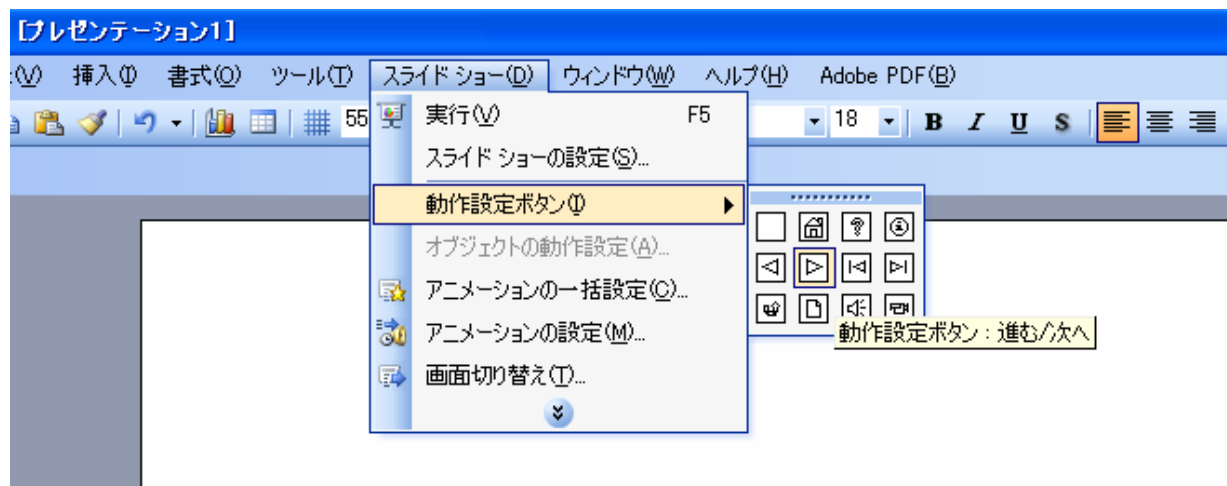 [プレゼンテーション1]
(V) 挿入(I) 書式(O) ツール(T) スライド ショー(D) ウィンドウ(W) ヘルプ(H) Adobe PDF(B)
55 18 B I U S
実行(V) F5
スライド ショーの設定(S)...
動作設定ボタン(I)
オブジェクトの動作設定(A)...
アニメーションの一括設定(C)...
アニメーションの設定(M)...
画面切り替え(T)...
動作設定ボタン : 進む/次へ